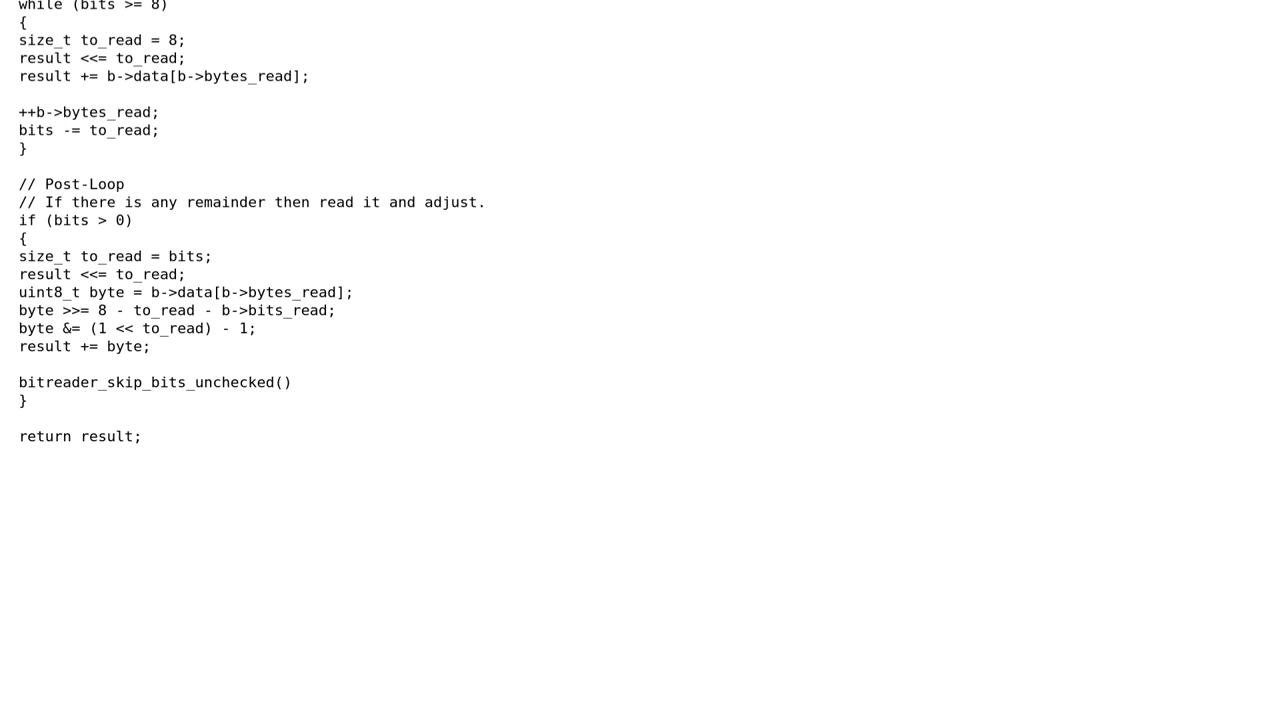 while (bits >= 8)
{
size_t to_read = 8;
result <<= to_read;
result += b->data[b->bytes_read];

++b->bytes_read;
bits -= to_read;
}

// Post-Loop
// If there is any remainder then read it and adjust.
if (bits > 0)
{
size_t to_read = bits;
result <<= to_read;
uint8_t byte = b->data[b->bytes_read];
byte >>= 8 - to_read - b->bits_read;
byte &= (1 << to_read) - 1;
result += byte;

bitreader_skip_bits_unchecked()
}

return result;